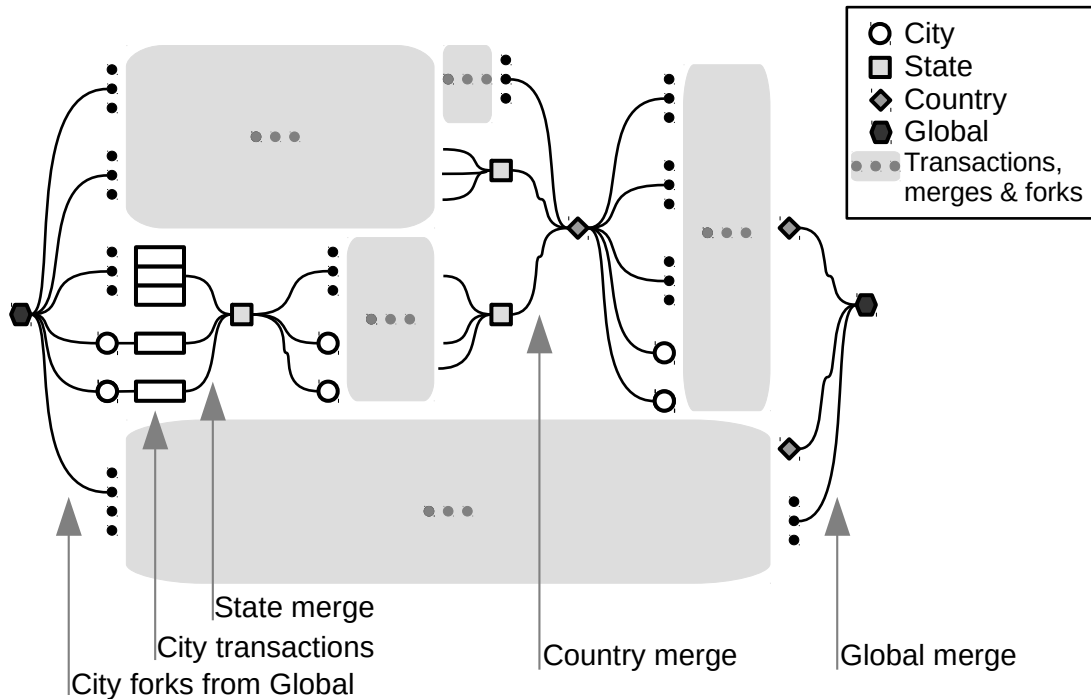 City
State
Country
Global
Transactions,
merges & forks
State merge
City transactions
City forks from Global
Country merge
Global merge